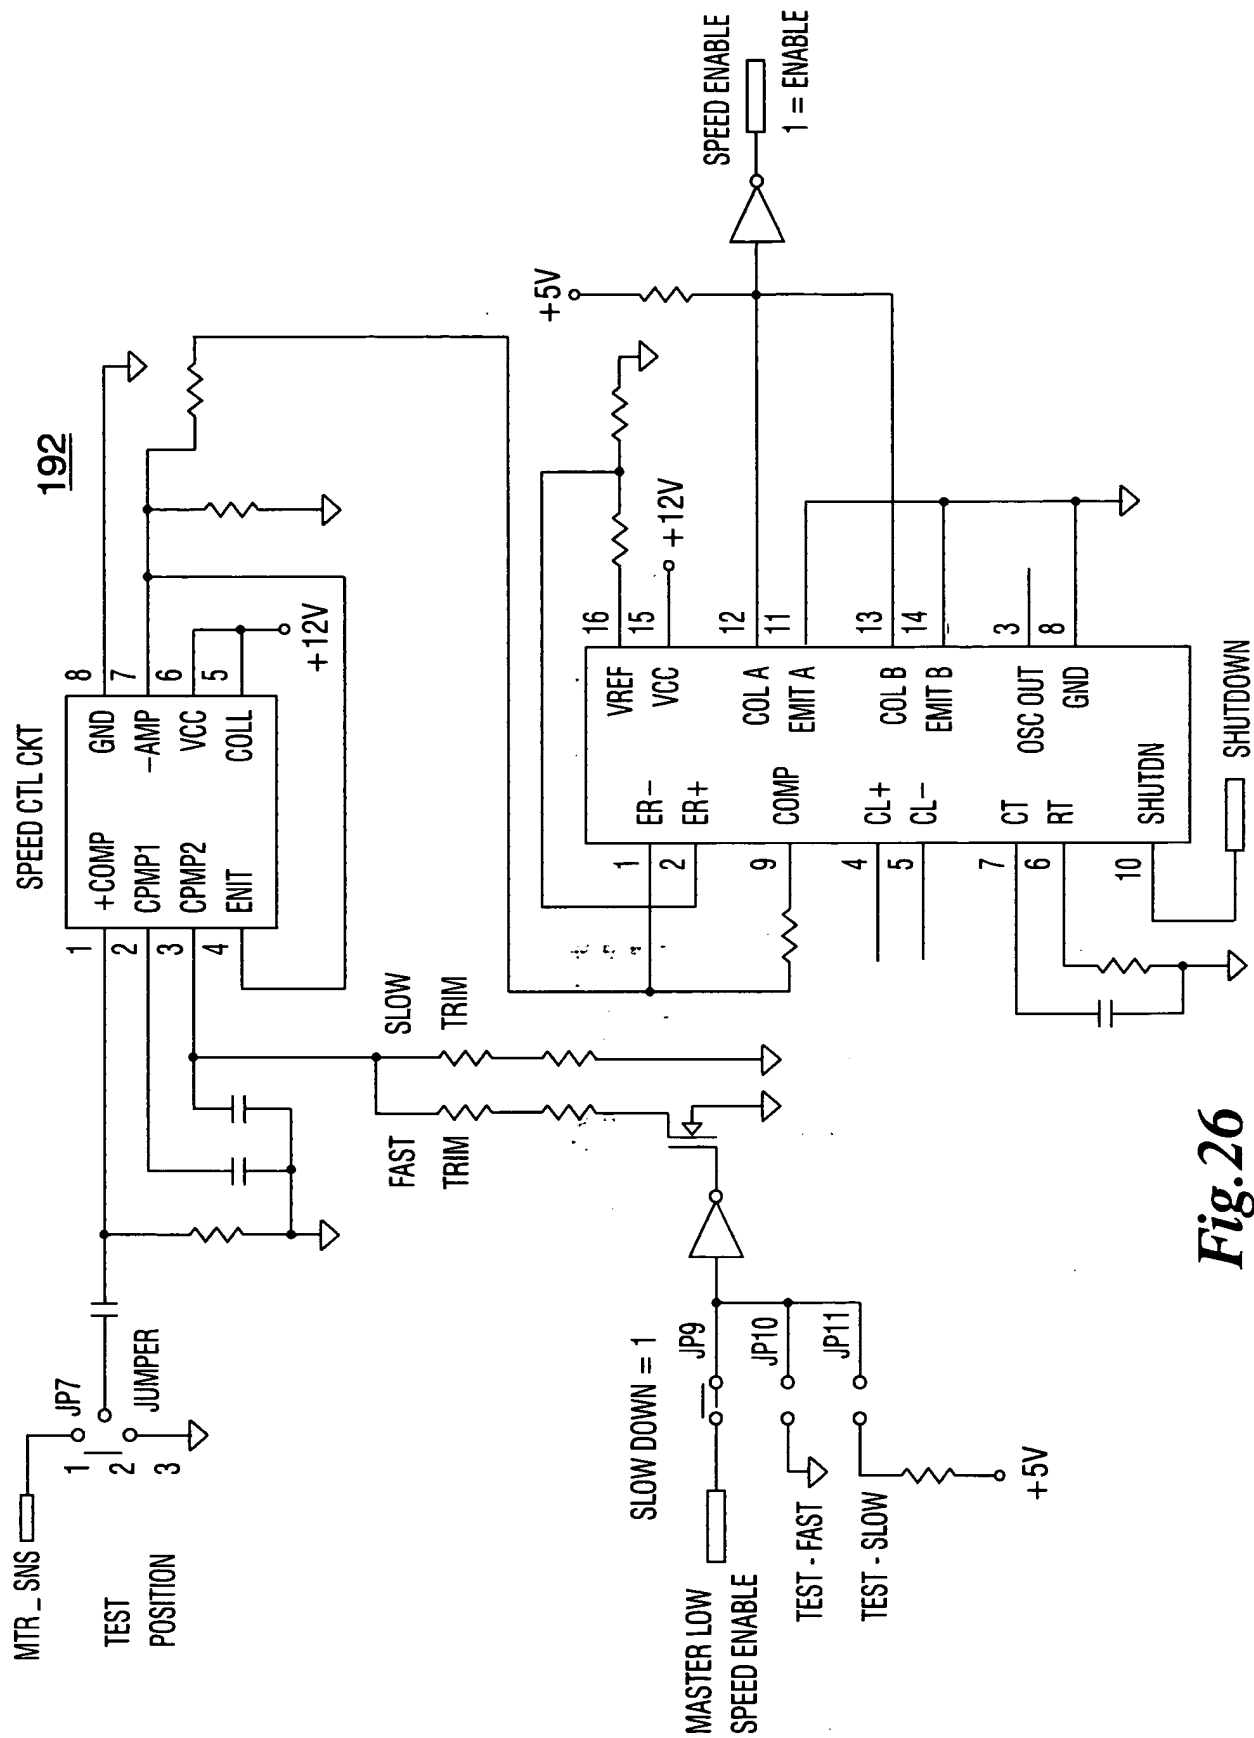 192
SPEED CTL CKT
MTR_SNS
TEST
POSITION
1
2
3
JP7
JUMPER
1
2
3
4
+COMP
CPMP1
CPMP2
ENIT
GND
-AMP
VCC
COLL
8
7
6
5
+12V
FAST
TRIM
SLOW
TRIM
SLOW DOWN = 1
MASTER LOW
SPEED ENABLE
TEST - FAST
TEST - SLOW
JP9
JP10
JP11
+5V
1
2
9
4
5
7
6
10
ER-
ER+
COMP
CL+
CL-
CT
RT
SHUTDN
VREF
VCC
COL A
EMIT A
COL B
EMIT B
OSC OUT
GND
16
15
12
11
13
14
3
8
+12V
+5V
SHUTDOWN
SPEED ENABLE
1 = ENABLE
Fig.26